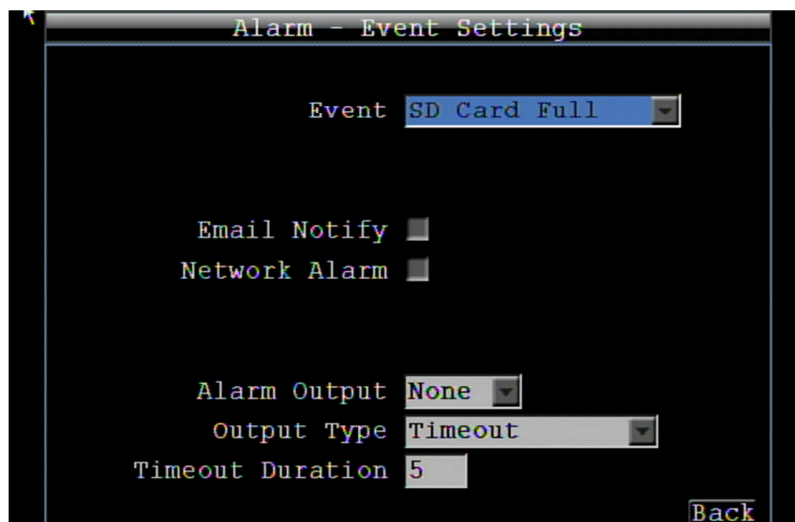 Alarm - Event Settings
Event SD Card Full
Email Notify
Network Alarm
Alarm Output None
Output Type Timeout
Timeout Duration 5
Back